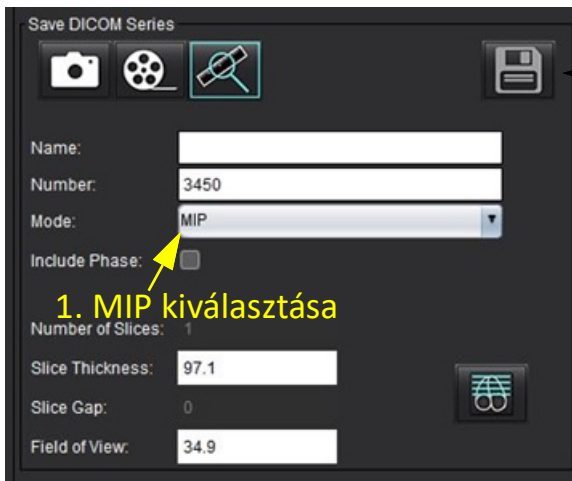 Save DICOM Series
Name:
Number: 3450
Mode: MIP
Include Phase:
1. MIP kiválasztása
Number of Slices: 1
Slice Thickness: 97.1
Slice Gap: 0
Field of View: 34.9